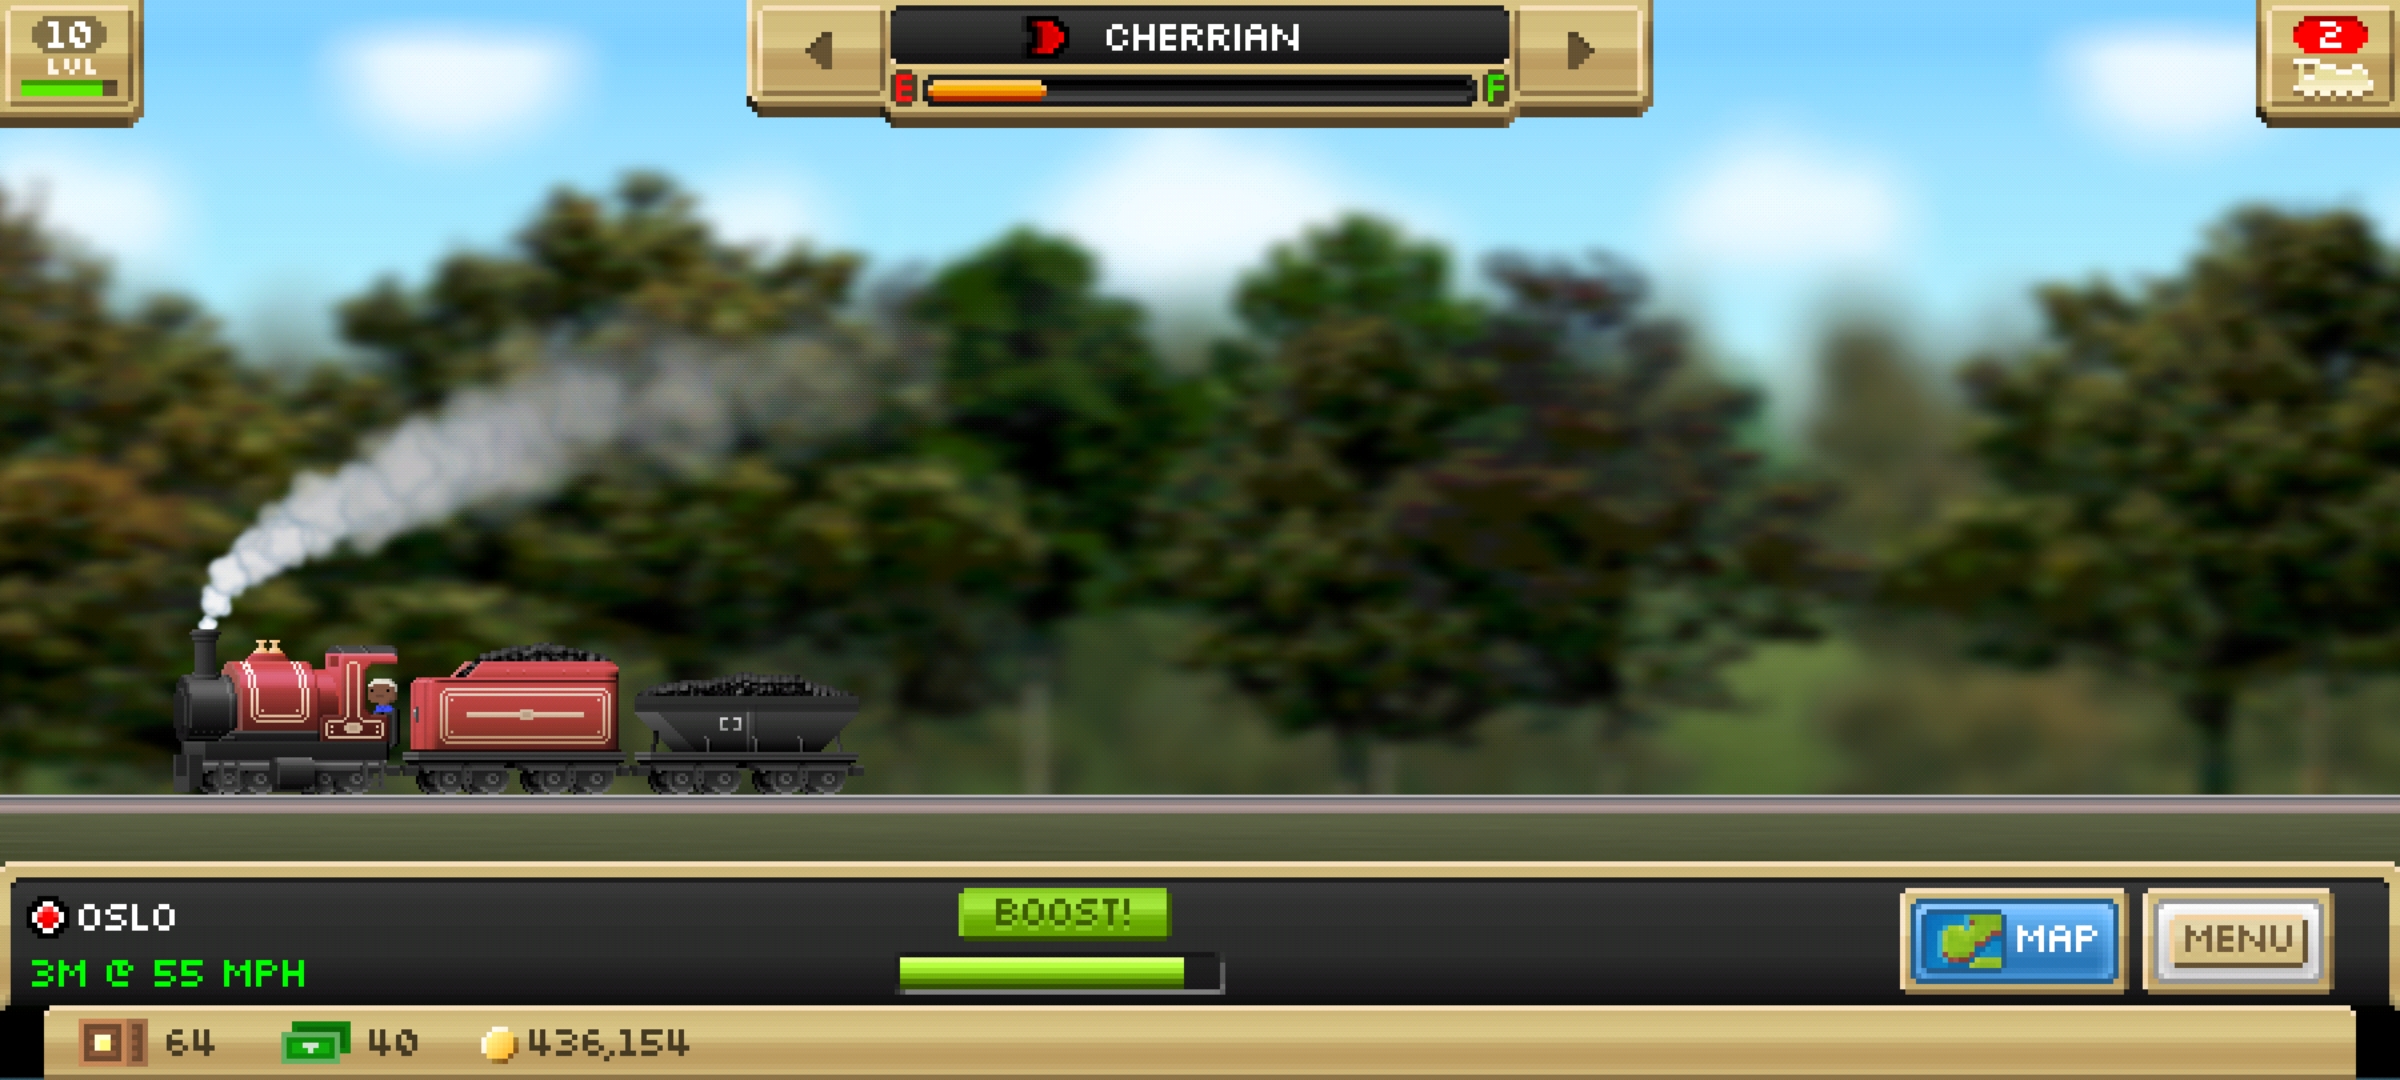 10
LVL
CHERRIAN
E F
2
OSLO
BOOST!
MAP
MENU
3M @ 55 MPH
64 40 436,154